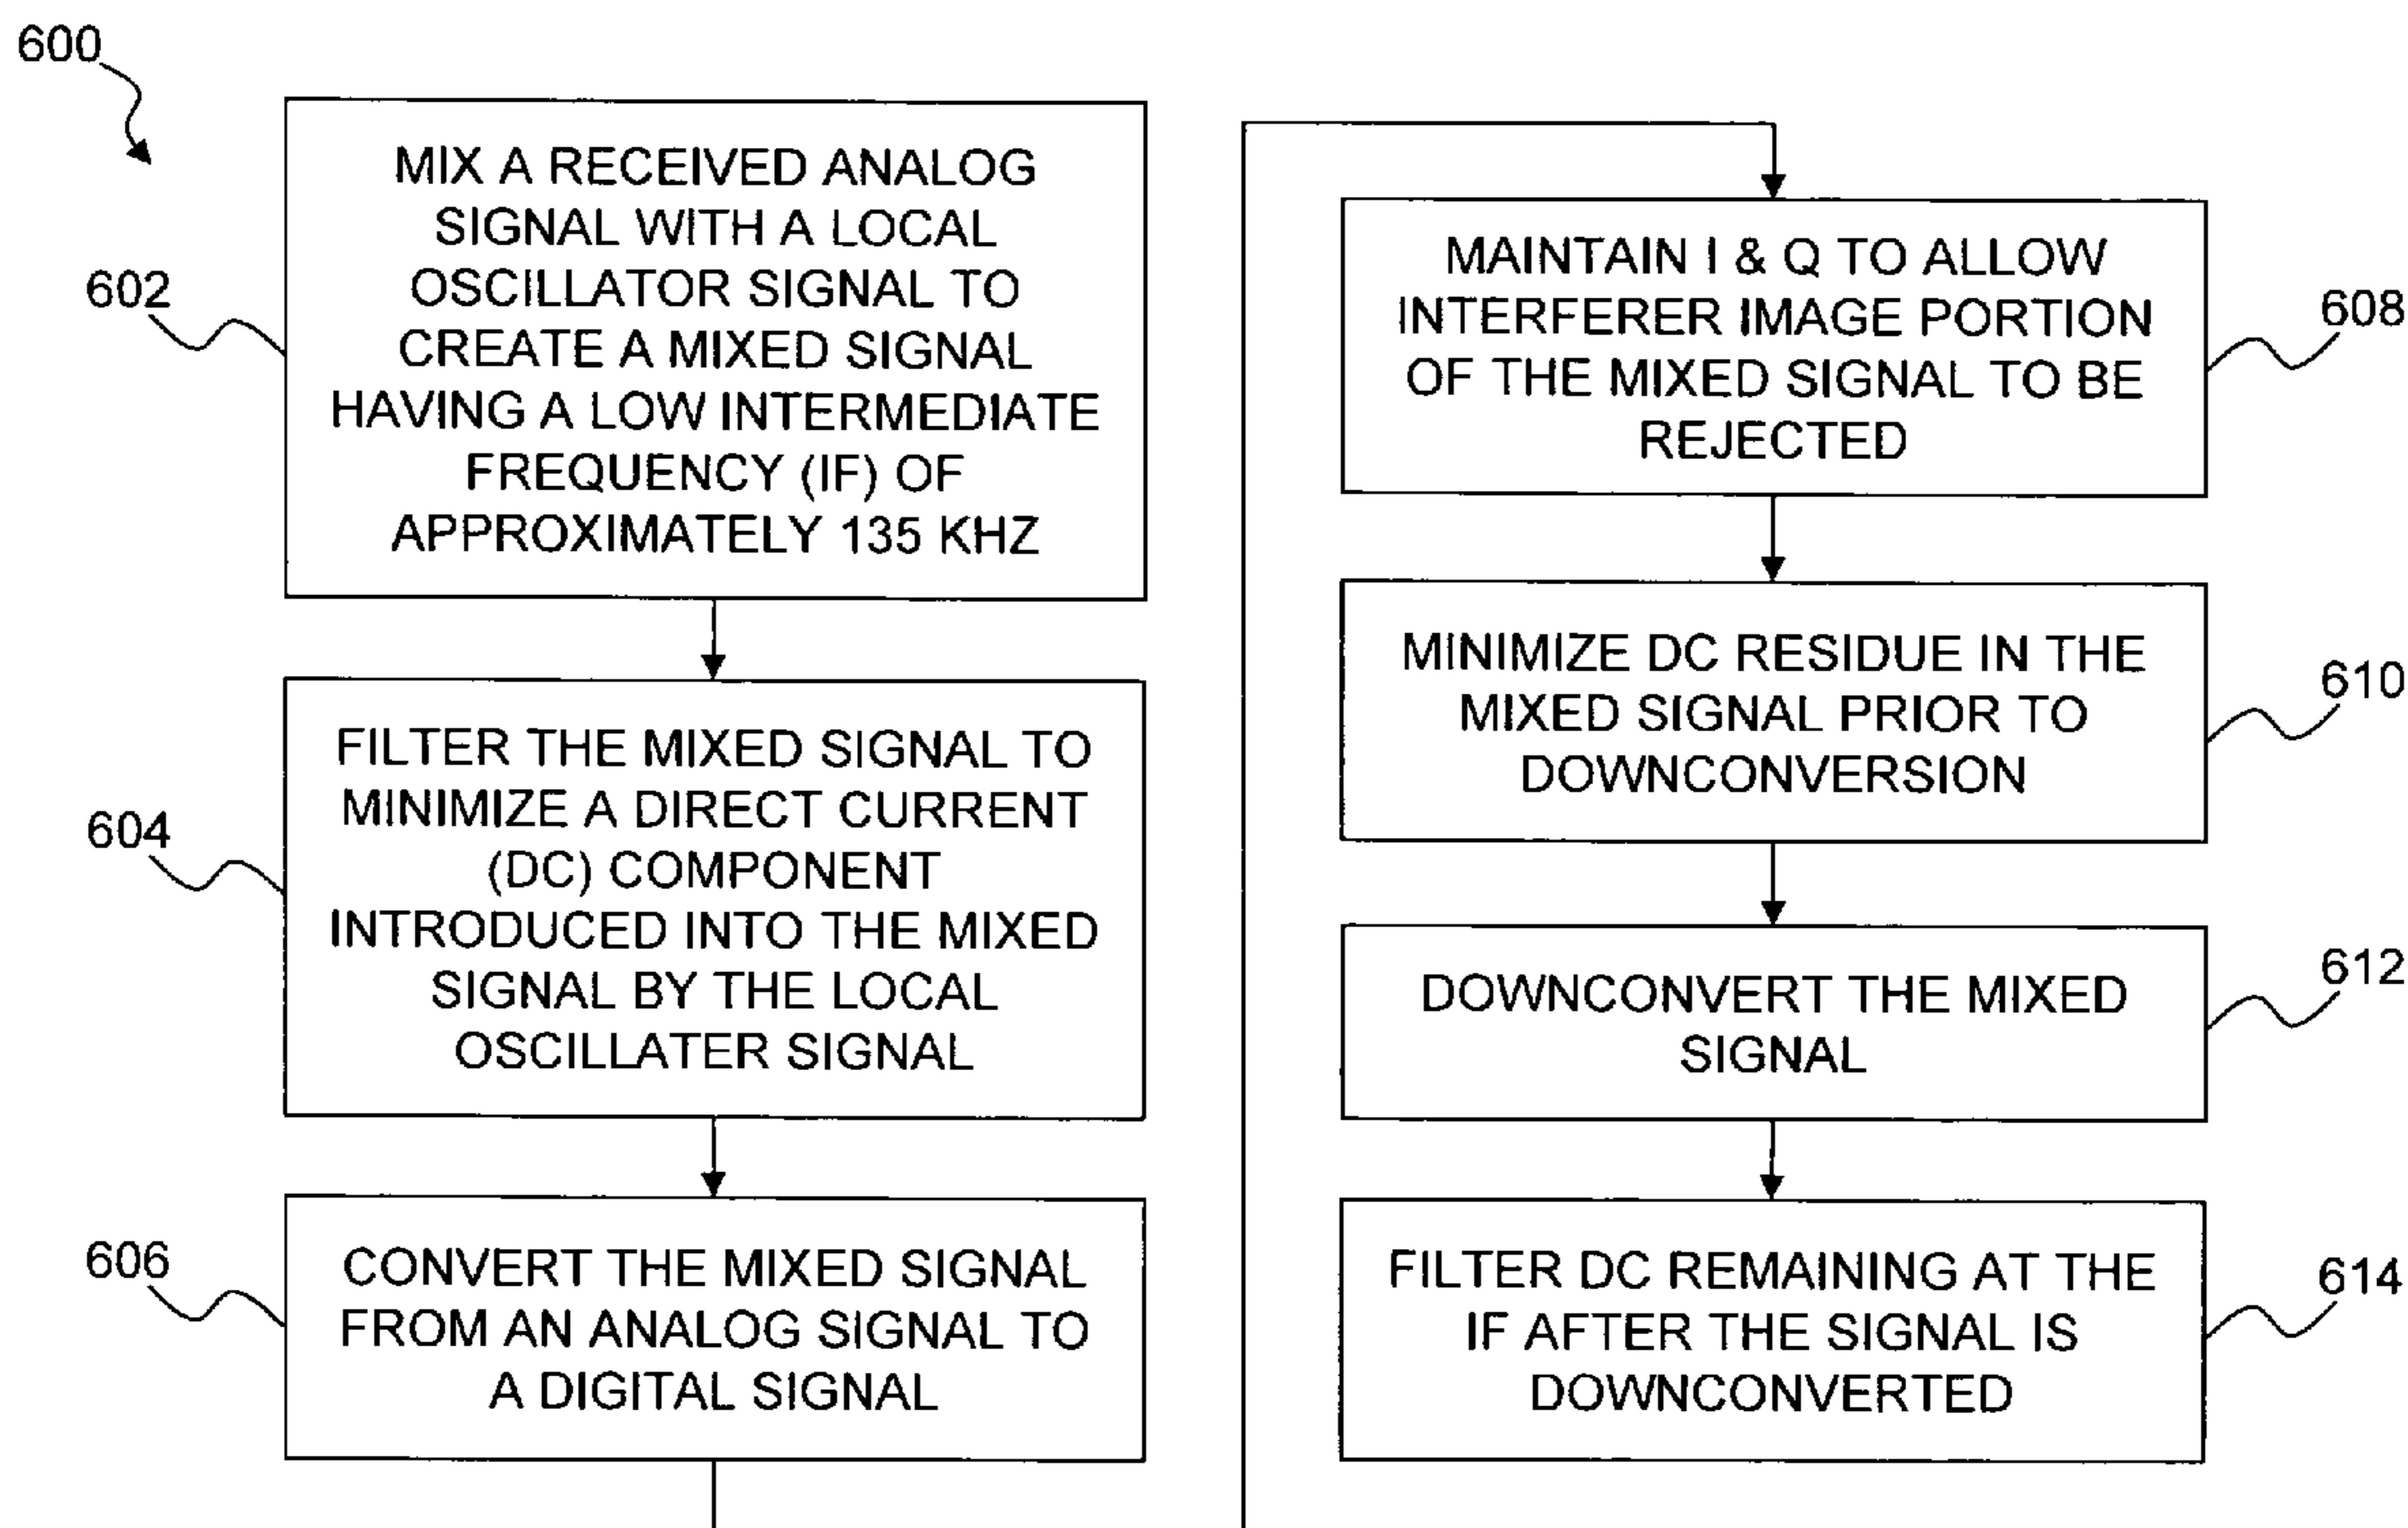 600
602
MIX A RECEIVED ANALOG
SIGNAL WITH A LOCAL
OSCILLATOR SIGNAL TO
CREATE A MIXED SIGNAL
HAVING A LOW INTERMEDIATE
FREQUENCY (IF) OF
APPROXIMATELY 135 KHZ
604
FILTER THE MIXED SIGNAL TO
MINIMIZE A DIRECT CURRENT
(DC) COMPONENT
INTRODUCED INTO THE MIXED
SIGNAL BY THE LOCAL
OSCILLATER SIGNAL
606
CONVERT THE MIXED SIGNAL
FROM AN ANALOG SIGNAL TO
A DIGITAL SIGNAL
MAINTAIN I & Q TO ALLOW
INTERFERER IMAGE PORTION
OF THE MIXED SIGNAL TO BE
REJECTED
608
MINIMIZE DC RESIDUE IN THE
MIXED SIGNAL PRIOR TO
DOWNCONVERSION
610
DOWNCONVERT THE MIXED
SIGNAL
612
FILTER DC REMAINING AT THE
IF AFTER THE SIGNAL IS
DOWNCONVERTED
614